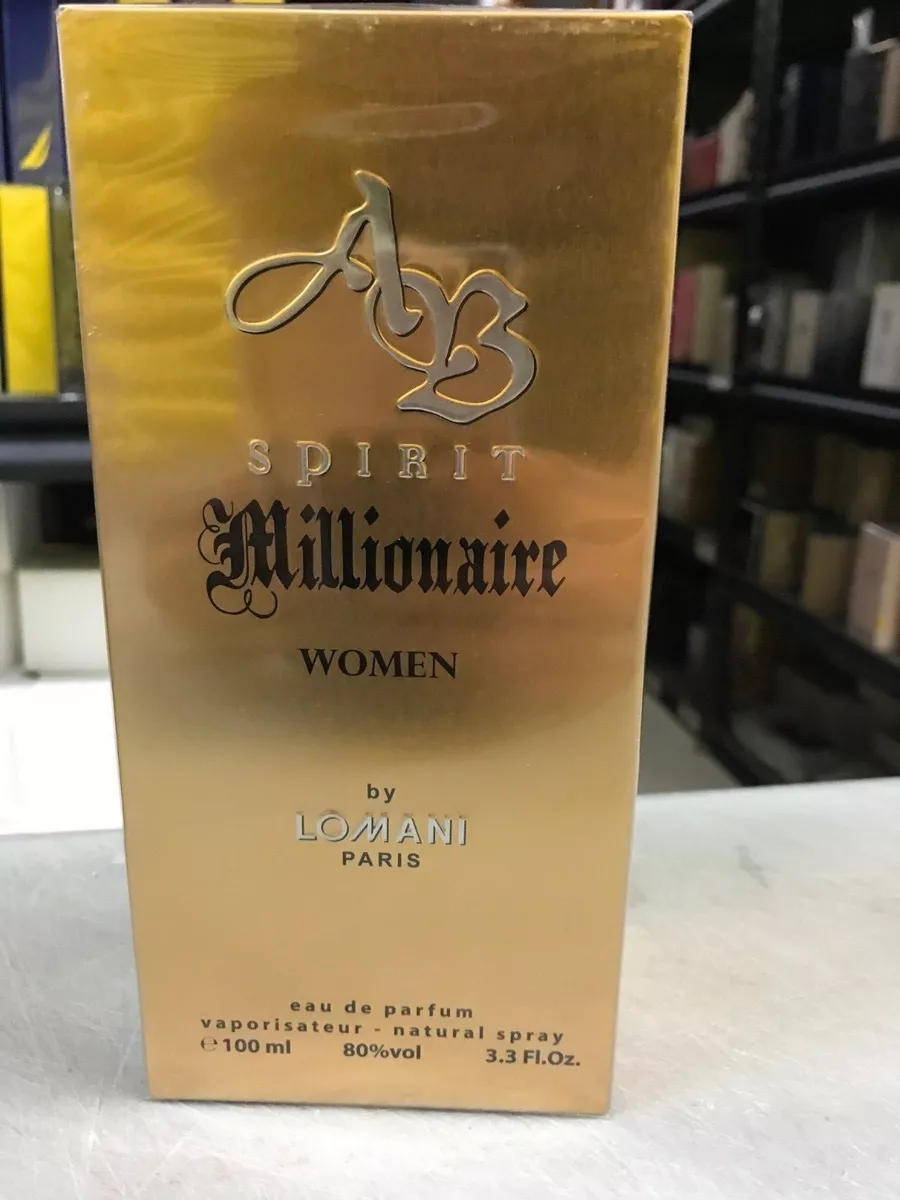 AB
SPIRIT
Millionaire
WOMEN
by
LOMANI
PARIS
eau de parfum
vaporisateur - natural spray
℮ 100 ml 80%vol 3.3 Fl.Oz.